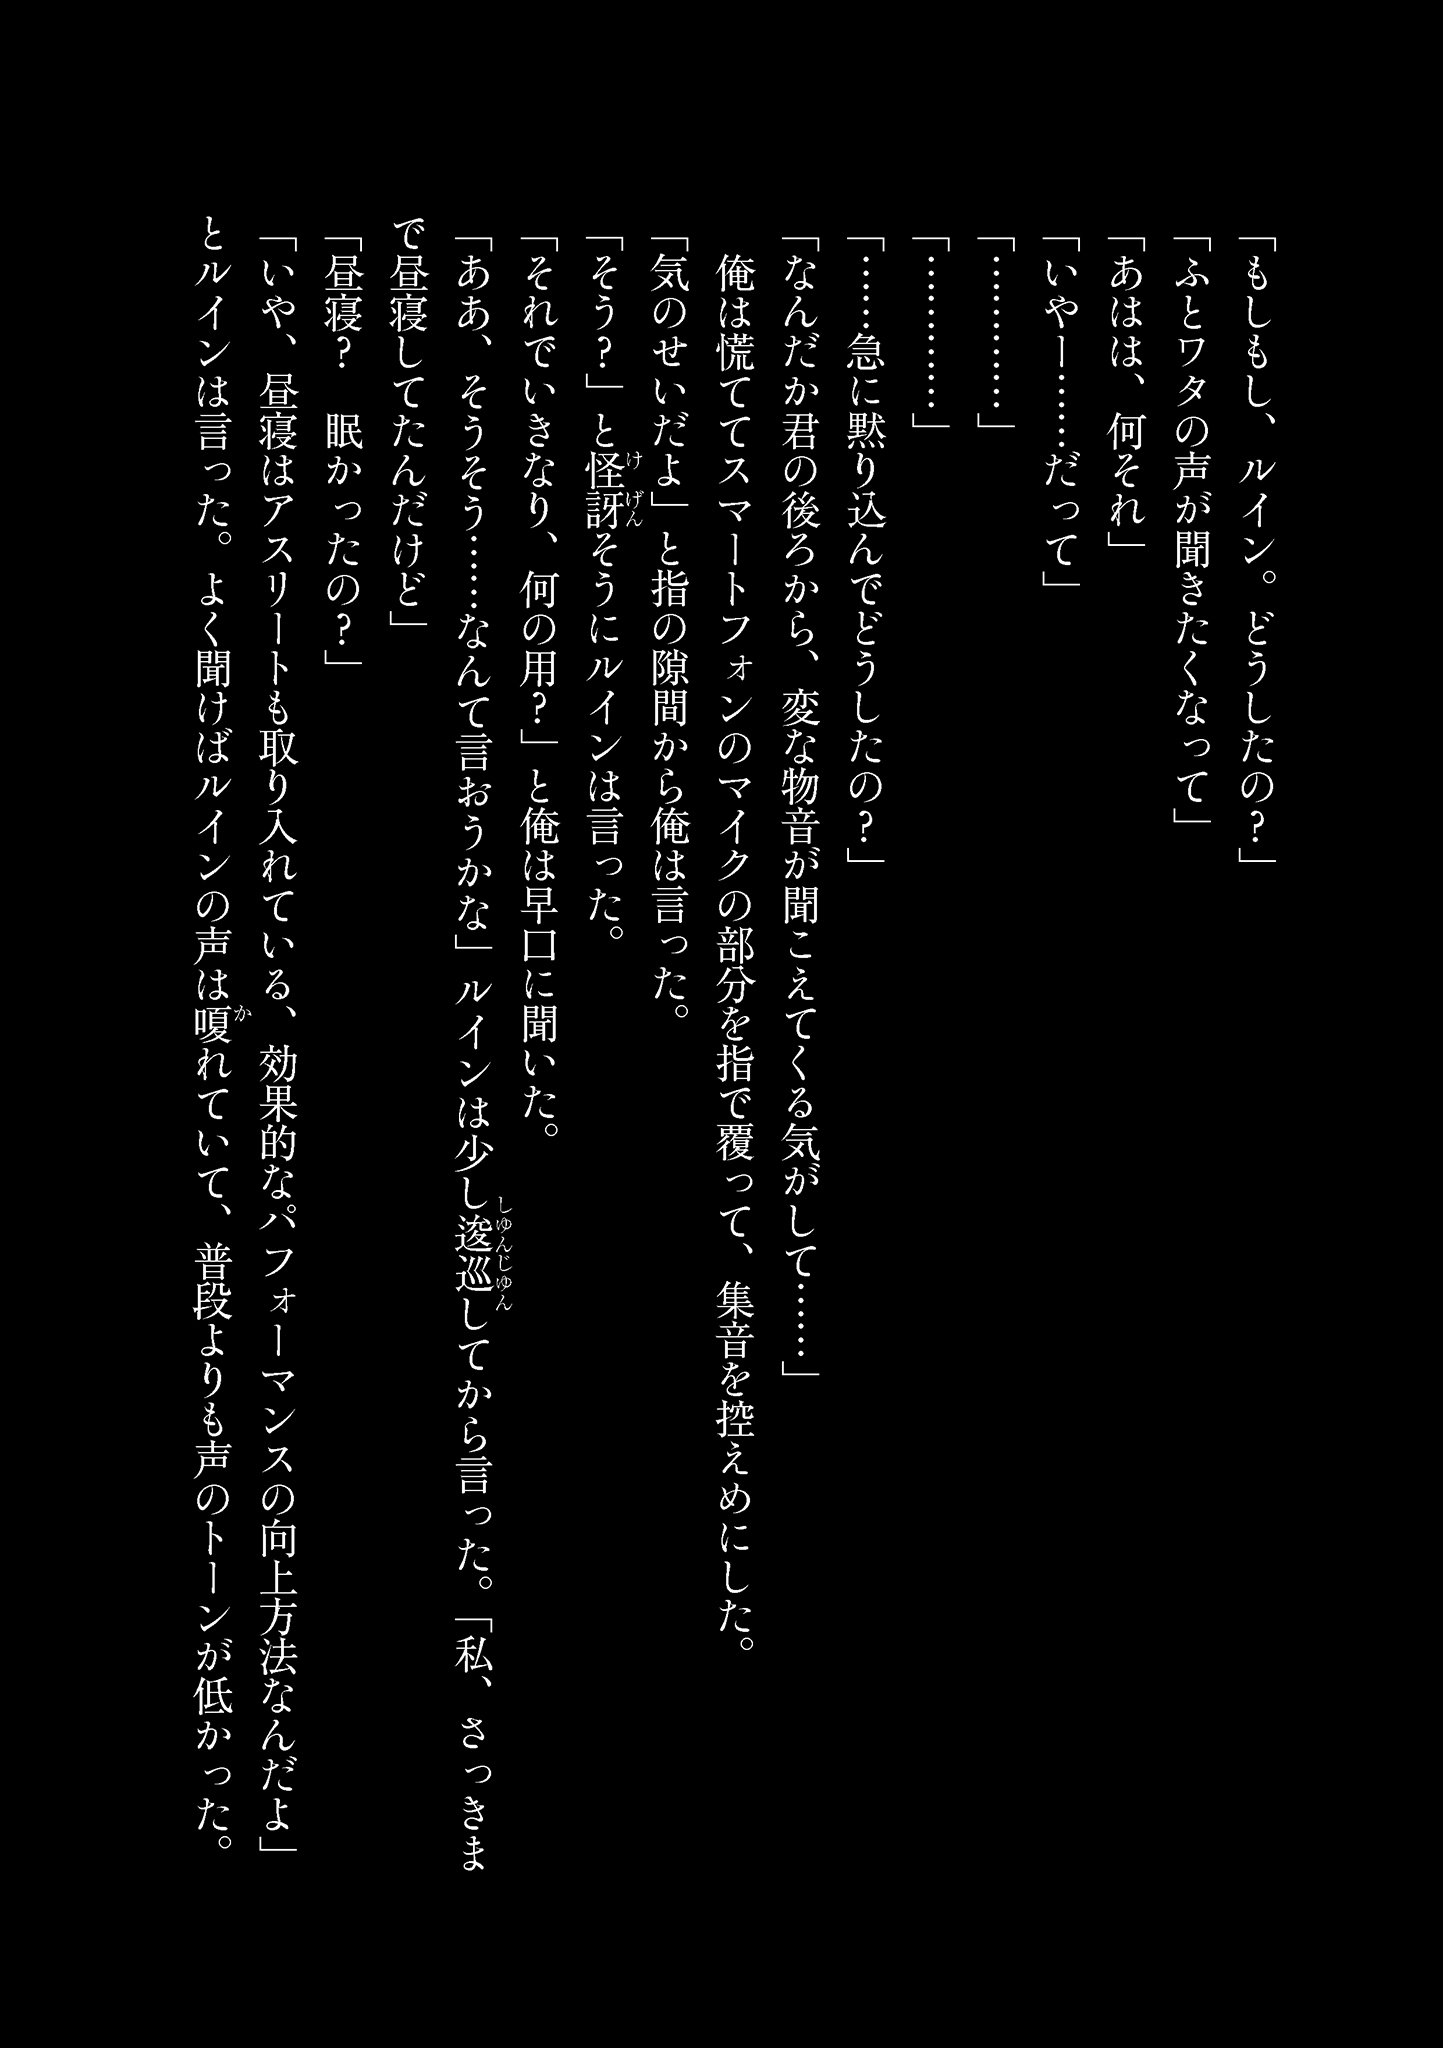 「もしもし、ルイン。どうしたの？」
「ふとワタの声が聞きたくなって」
「あはは、何それ」
「いやー……だって」
「…………」
「…………」
「……急に黙り込んでどうしたの？」
「なんだか君の後ろから、変な物音が聞こえてくる気がして……」
　俺は慌ててスマートフォンのマイクの部分を指で覆って、集音を控えめにした。
「気のせいだよ」と指の隙間から俺は言った。
「そう？」と怪訝そうにルインは言った。
「それでいきなり、何の用？」と俺は早口に聞いた。
「ああ、そうそう……なんて言おうかな」ルインは少し逡巡してから言った。「私、さっきま
で昼寝してたんだけど」
「昼寝？　眠かったの？」
「いや、昼寝はアスリートも取り入れている、効果的なパフォーマンスの向上方法なんだよ」
とルインは言った。よく聞けばルインの声は嗄れていて、普段よりも声のトーンが低かった。